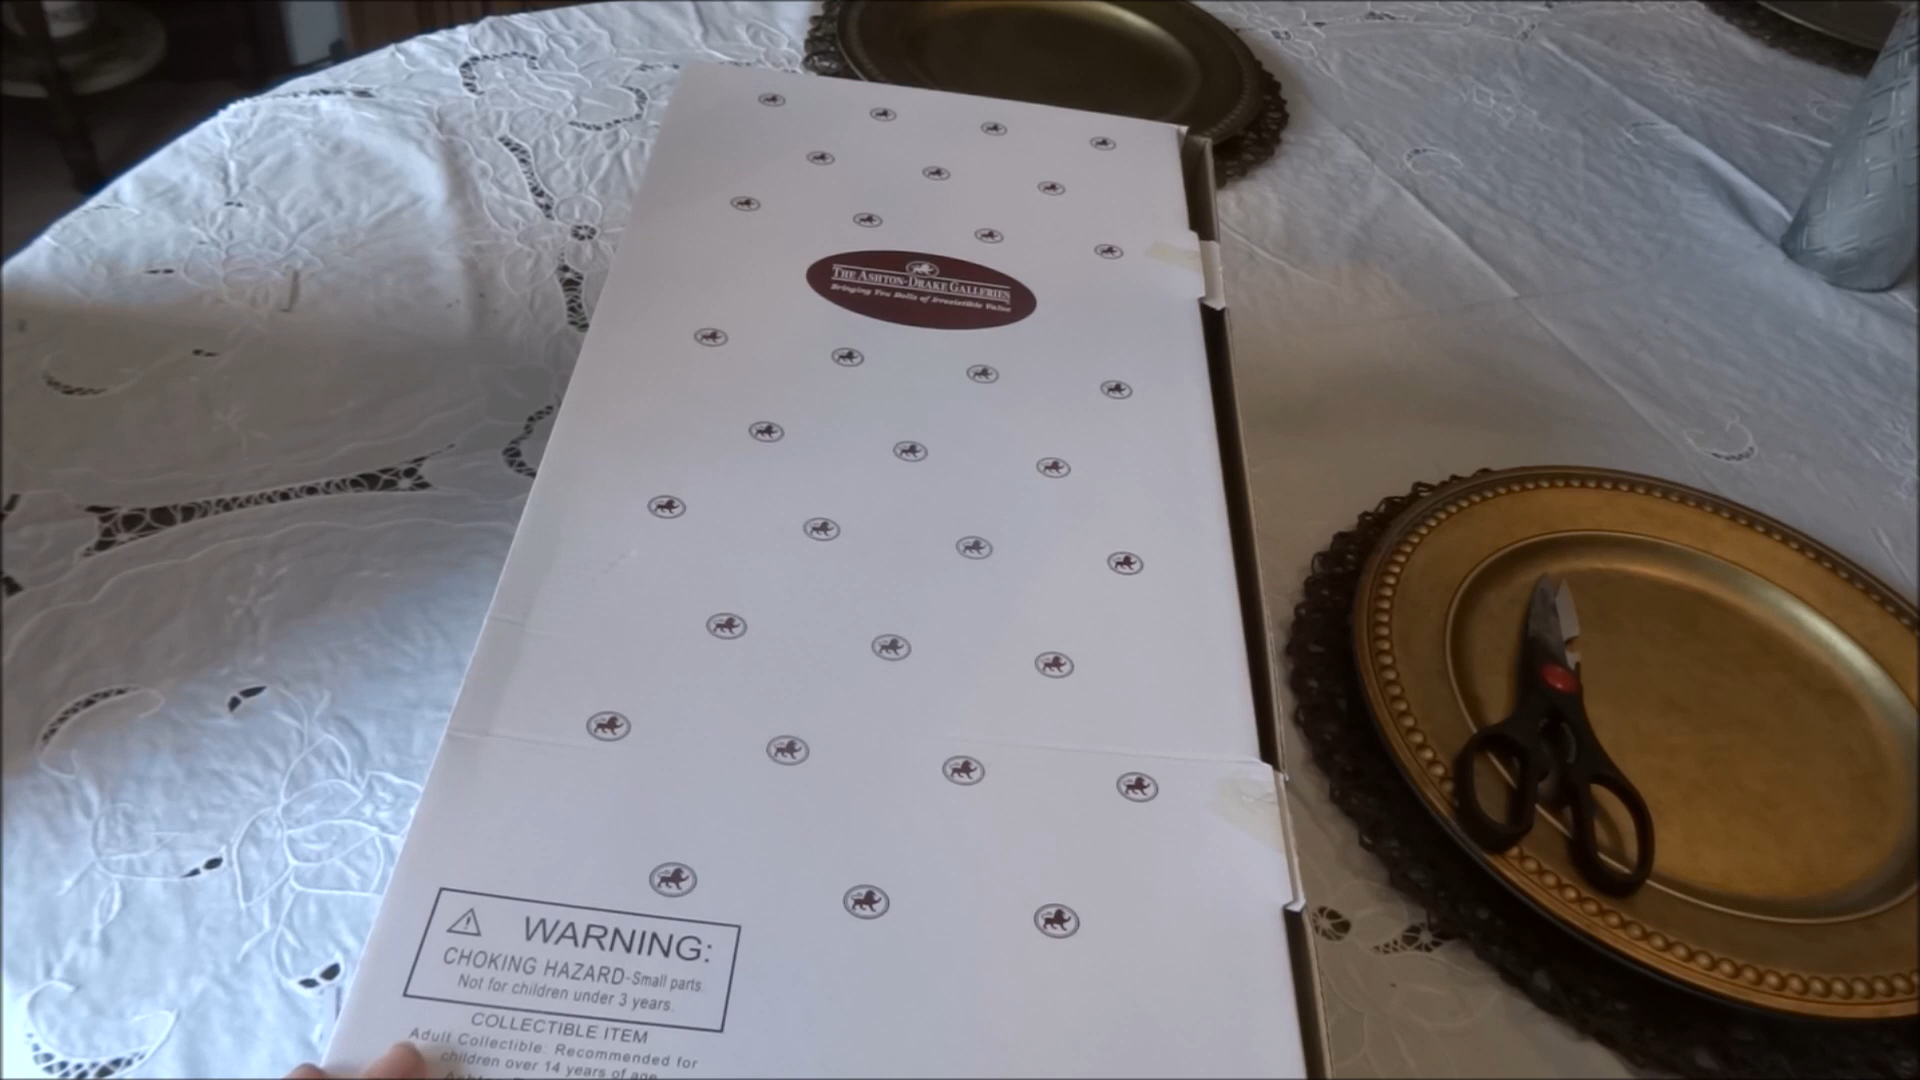 THE ASHTON-DRAKE GALLERIES
Bringing You Dolls of Irresistible Value
WARNING:
CHOKING HAZARD-Small parts
Not for children under 3 years.
COLLECTIBLE ITEM
Adult Collectible: Recommended for
children over 14 years of age